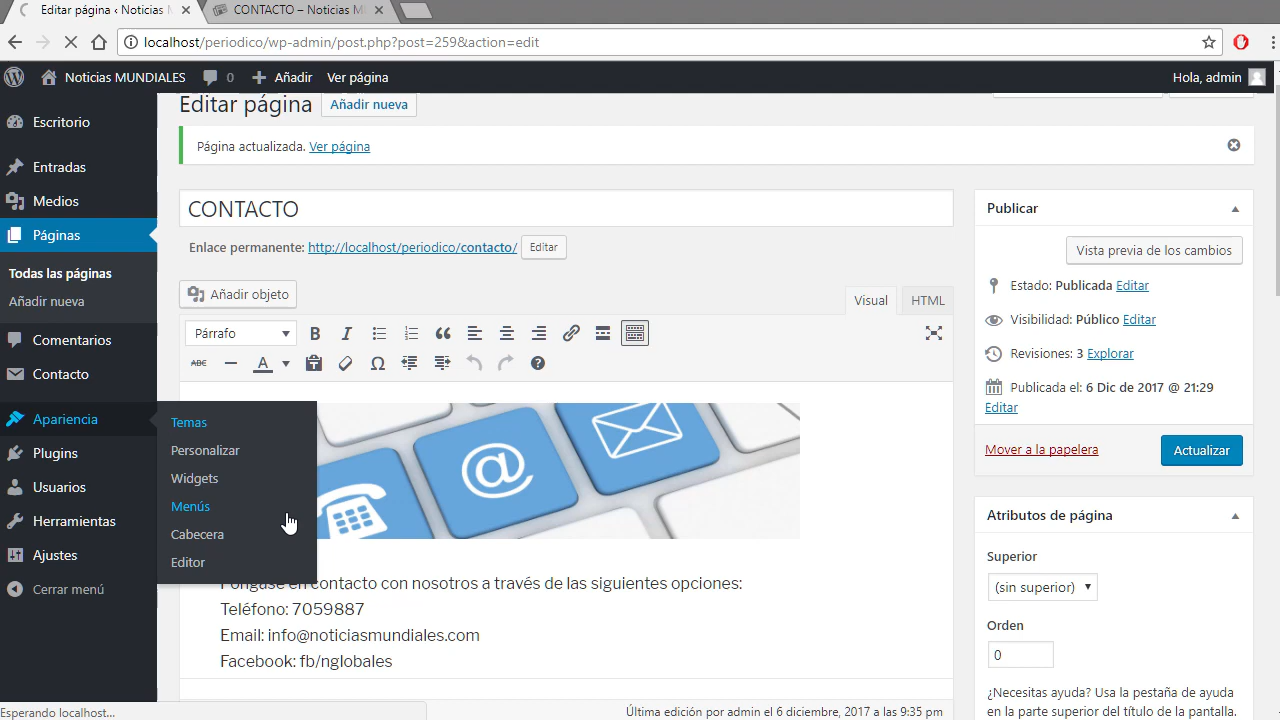 Editar página ‹ Noticias M
CONTACTO – Noticias M
localhost/periodico/wp-admin/post.php?post=259&action=edit
Noticias MUNDIALES
0
Añadir
Ver página
Hola, admin
Escritorio
Entradas
Medios
Páginas
Todas las páginas
Añadir nueva
Comentarios
Contacto
Apariencia
Plugins
Usuarios
Herramientas
Ajustes
Cerrar menú
Temas
Personalizar
Widgets
Menús
Cabecera
Editor
Editar página
Añadir nueva
Página actualizada. Ver página
CONTACTO
Enlace permanente: http://localhost/periodico/contacto/ Editar
Añadir objeto
Visual
HTML
Párrafo
B
I
ABC
A
@
Póngase en contacto con nosotros a través de las siguientes opciones:
Teléfono: 7059887
Email: info@noticiasmundiales.com
Facebook: fb/nglobales
Última edición por admin el 6 diciembre, 2017 a las 9:35 pm
Publicar
Vista previa de los cambios
Estado: Publicada Editar
Visibilidad: Público Editar
Revisiones: 3 Explorar
Publicada el: 6 Dic de 2017 @ 21:29
Editar
Mover a la papelera
Actualizar
Atributos de página
Superior
(sin superior)
Orden
0
¿Necesitas ayuda? Usa la pestaña de ayuda
en la parte superior del título de la pantalla.
Esperando localhost...